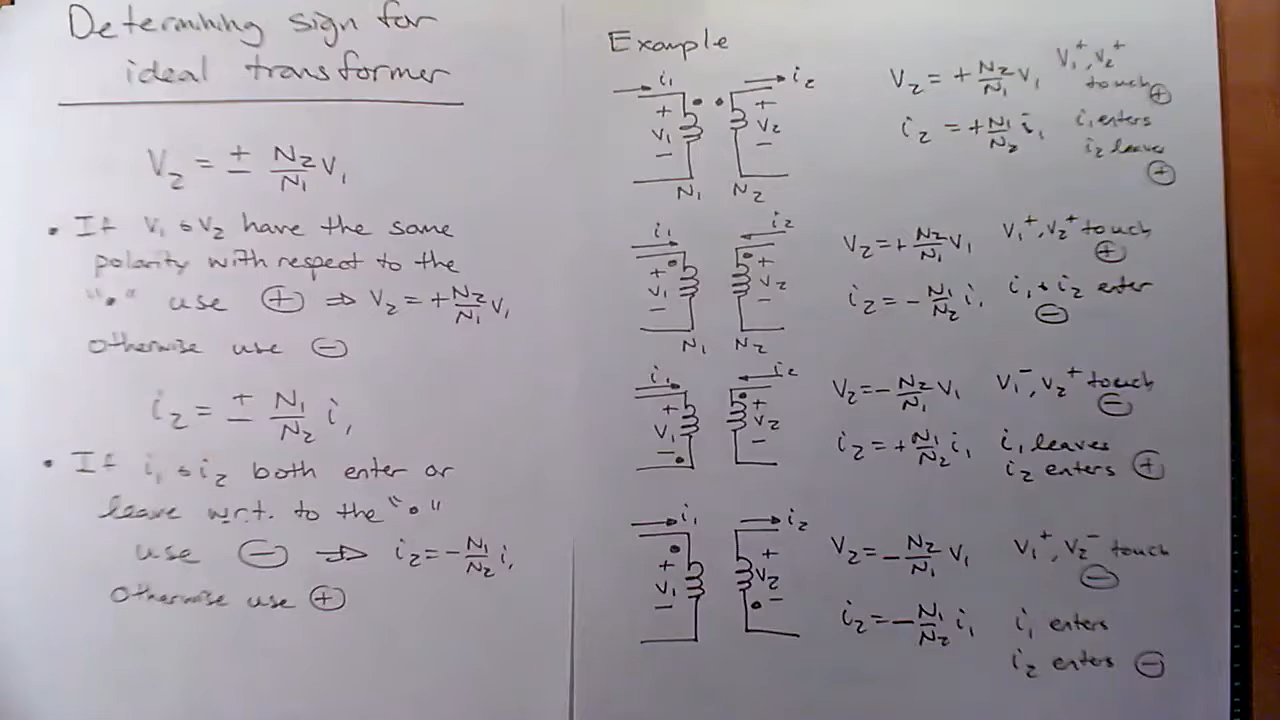 Determining sign for
ideal transformer
V₂ = ± N₂/N₁ V₁
• If V₁ & V₂ have the same
polarity with respect to the
"•" use ⊕ ⇒ V₂ = +N₂/N₁ V₁
otherwise use ⊖
i₂ = ± N₁/N₂ i₁
• If i₁ & i₂ both enter or
leave w.r.t. to the "•"
use ⊖ ⇒ i₂ = -N₁/N₂ i₁
otherwise use ⊕
Example
i₁ i₂
+ V₁ - + V₂ -
N₁ N₂
V₂ = + N₂/N₁ V₁ V₁⁺, V₂⁺
touch ⊕
i₂ = + N₁/N₂ i₁ i₁ enters
i₂ leaves
⊕
i₁ i₂
+ V₁ - + V₂ -
N₁ N₂
V₂ = + N₂/N₁ V₁ V₁⁺, V₂⁺ touch
⊕
i₂ = - N₁/N₂ i₁ i₁ + i₂ enter
⊖
i₁ i₂
+ V₁ - + V₂ -
V₂ = - N₂/N₁ V₁ V₁⁻, V₂⁺ touch
⊖
i₂ = + N₁/N₂ i₁ i₁ leaves
i₂ enters ⊕
i₁ i₂
+ V₁ - + V₂ -
V₂ = - N₂/N₁ V₁ V₁⁺, V₂⁻ touch
⊖
i₂ = - N₁/N₂ i₁ i₁ enters
i₂ enters ⊖